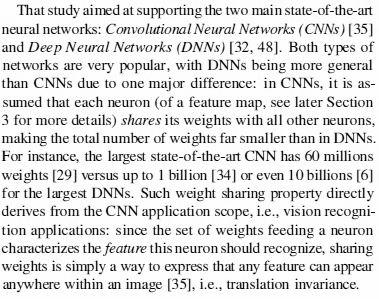 That study aimed at supporting the two main state-of-the-art
neural networks: Convolutional Neural Networks (CNNs) [35]
and Deep Neural Networks (DNNs) [32, 48]. Both types of
networks are very popular, with DNNs being more general
than CNNs due to one major difference: in CNNs, it is as-
sumed that each neuron (of a feature map, see later Section
3 for more details) shares its weights with all other neurons,
making the total number of weights far smaller than in DNNs.
For instance, the largest state-of-the-art CNN has 60 millions
weights [29] versus up to 1 billion [34] or even 10 billions [6]
for the largest DNNs. Such weight sharing property directly
derives from the CNN application scope, i.e., vision recogni-
tion applications: since the set of weights feeding a neuron
characterizes the feature this neuron should recognize, sharing
weights is simply a way to express that any feature can appear
anywhere within an image [35], i.e., translation invariance.